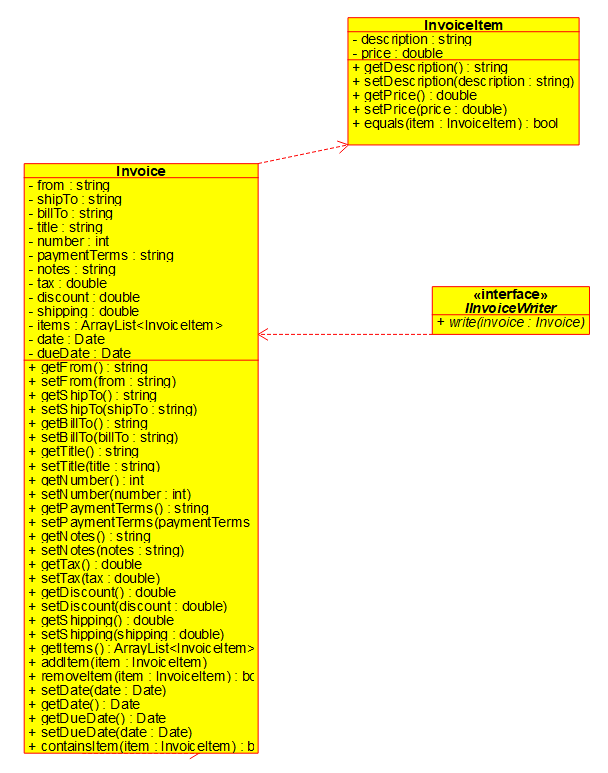 InvoiceItem
- description : string
- price : double
+ getDescription() : string
+ setDescription(description : string)
+ getPrice() : double
+ setPrice(price : double)
+ equals(item : InvoiceItem) : bool
Invoice
- from : string
- shipTo : string
- billTo : string
- title : string
- number : int
- paymentTerms : string
- notes : string
- tax : double
- discount : double
- shipping : double
- items : ArrayList<InvoiceItem>
- date : Date
- dueDate : Date
+ getFrom() : string
+ setFrom(from : string)
+ getShipTo() : string
+ setShipTo(shipTo : string)
+ getBillTo() : string
+ setBillTo(billTo : string)
+ getTitle() : string
+ setTitle(title : string)
+ getNumber() : int
+ setNumber(number : int)
+ getPaymentTerms() : string
+ setPaymentTerms(paymentTerms
+ getNotes() : string
+ setNotes(notes : string)
+ getTax() : double
+ setTax(tax : double)
+ getDiscount() : double
+ setDiscount(discount : double)
+ getShipping() : double
+ setShipping(shipping : double)
+ getItems() : ArrayList<InvoiceItem>
+ addItem(item : InvoiceItem)
+ removeItem(item : InvoiceItem) : bo
+ setDate(date : Date)
+ getDate() : Date
+ getDueDate() : Date
+ setDueDate(date : Date)
+ containsItem(item : InvoiceItem) : b
«interface»
IInvoiceWriter
+ write(invoice : Invoice)